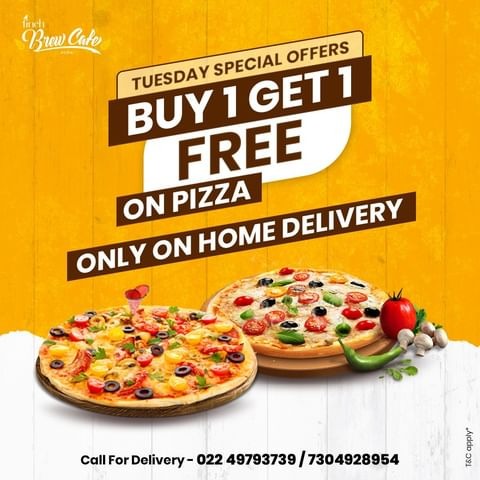 finch
Brew Cafe
TUESDAY SPECIAL OFFERS
BUY 1 GET 1
FREE
ON PIZZA
ONLY ON HOME DELIVERY
Call For Delivery - 022 49793739 / 7304928954
T&C apply*